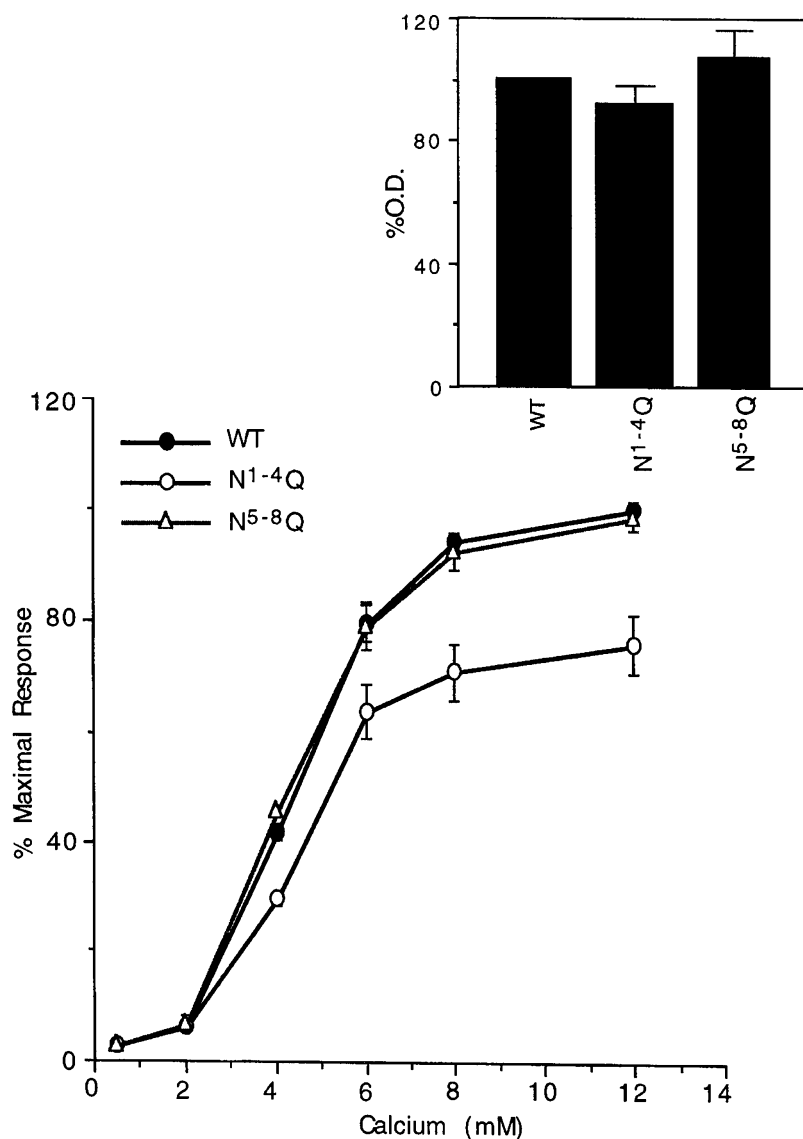 120
80
40
0
%O.D.
WT
N1-4Q
N5-8Q
120
80
40
0
% Maximal Response
WT
N1-4Q
N5-8Q
0 2 4 6 8 10 12 14
Calcium (mM)